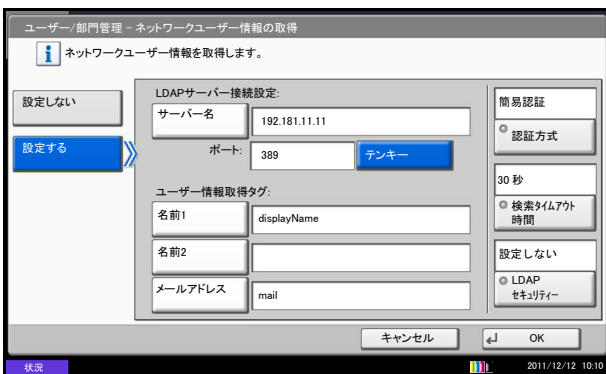 ユーザー/部門管理 - ネットワークユーザー情報の取得
ネットワークユーザー情報を取得します。
設定しない
設定する
LDAPサーバー接続設定:
サーバー名
192.181.11.11
ポート:
389
テンキー
ユーザー情報取得タグ:
名前1
displayName
名前2
メールアドレス
mail
簡易認証
認証方式
30 秒
検索タイムアウト
時間
設定しない
LDAP
セキュリティー
キャンセル
OK
状況
2011/12/12 10:10